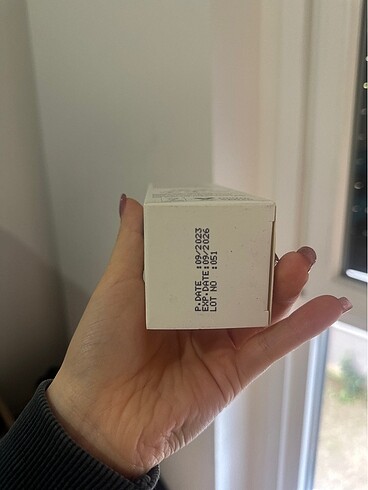 P.DATE :09/2023
EXP.DATE:09/2026
LOT NO :051